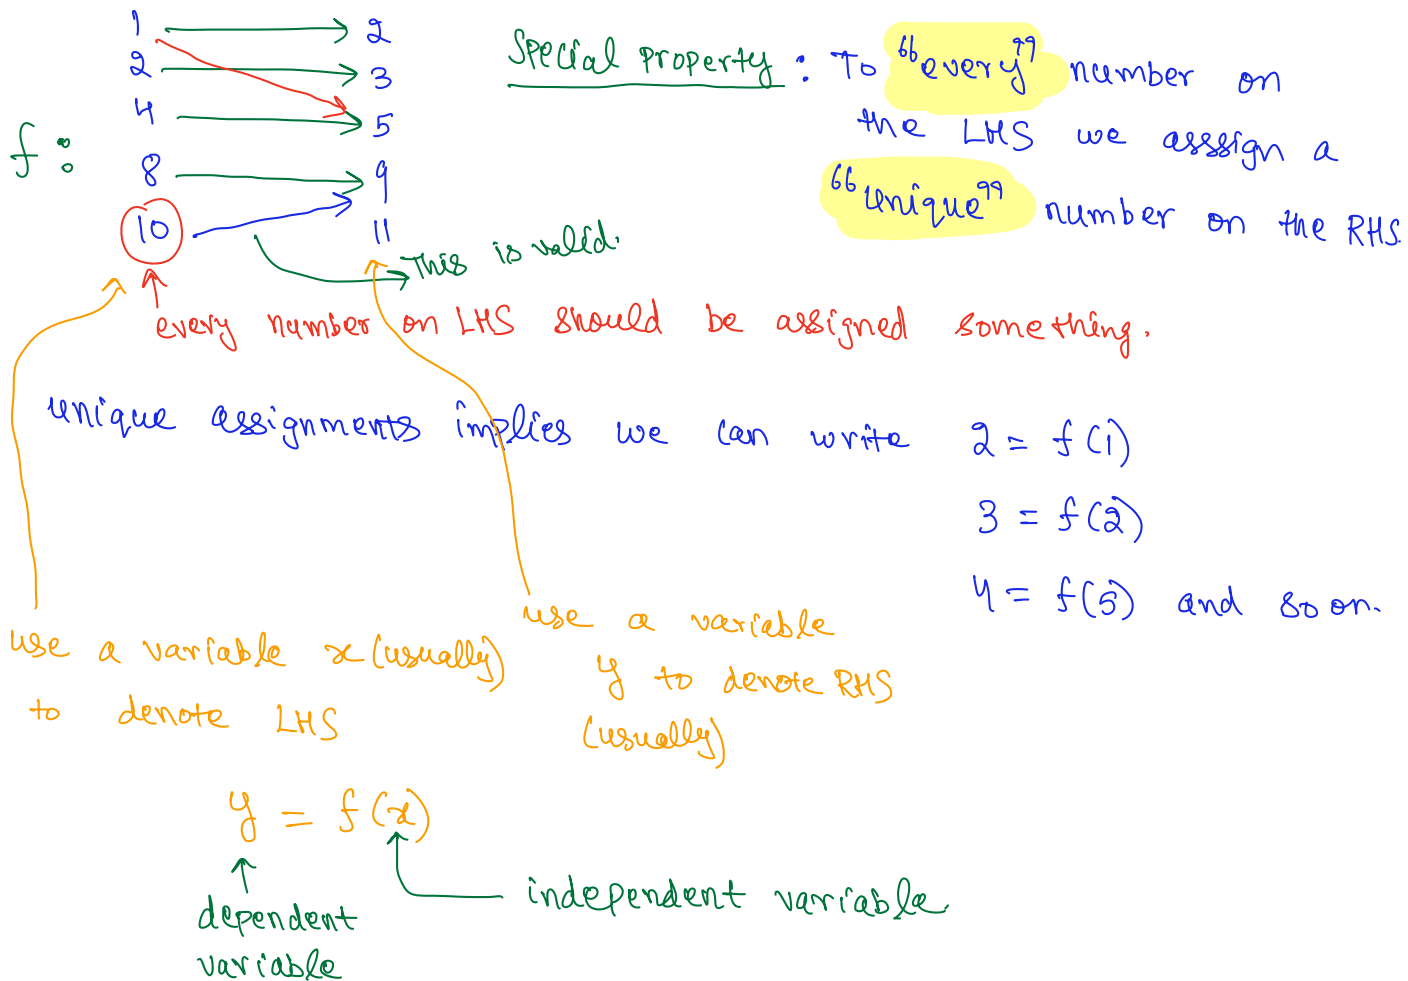 f :
1 → 2
2 → 3
4 → 5
8 → 9
10 11
Special Property : To "every" number on
the LHS we asssign a
"unique" number on the RHS.
This is valid.
every number on LHS should be assigned something.
unique assignments implies we can write 2 = f(1)
3 = f(2)
4 = f(5) and so on.
use a variable x (usually)
to denote LHS
use a variable
y to denote RHS
(usually)
y = f(x)
dependent
variable
independent variable.